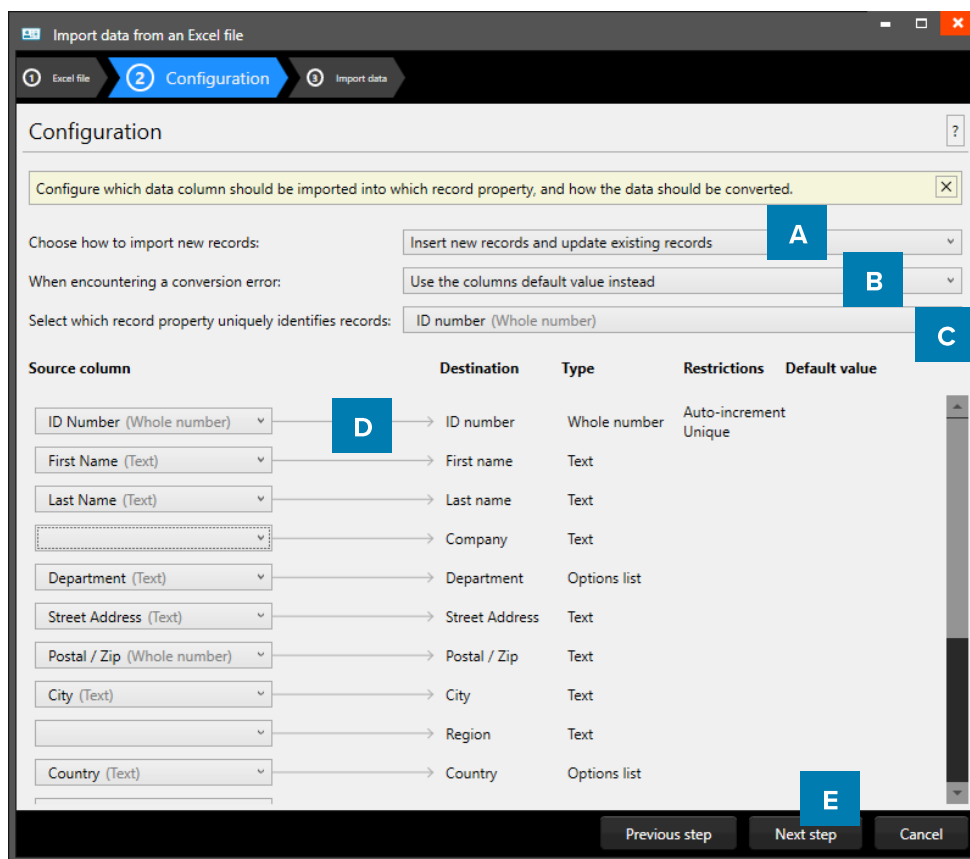 Import data from an Excel file
1 Excel file 2 Configuration 3 Import data
Configuration ?
Configure which data column should be imported into which record property, and how the data should be converted.
Choose how to import new records: Insert new records and update existing records A
When encountering a conversion error: Use the columns default value instead B
Select which record property uniquely identifies records: ID number (Whole number) C
Source column Destination Type Restrictions Default value
ID Number (Whole number) D ID number Whole number Auto-increment
Unique
First Name (Text) First name Text
Last Name (Text) Last name Text
Company Text
Department (Text) Department Options list
Street Address (Text) Street Address Text
Postal / Zip (Whole number) Postal / Zip Text
City (Text) City Text
Region Text
Country (Text) Country Options list
E
Previous step Next step Cancel